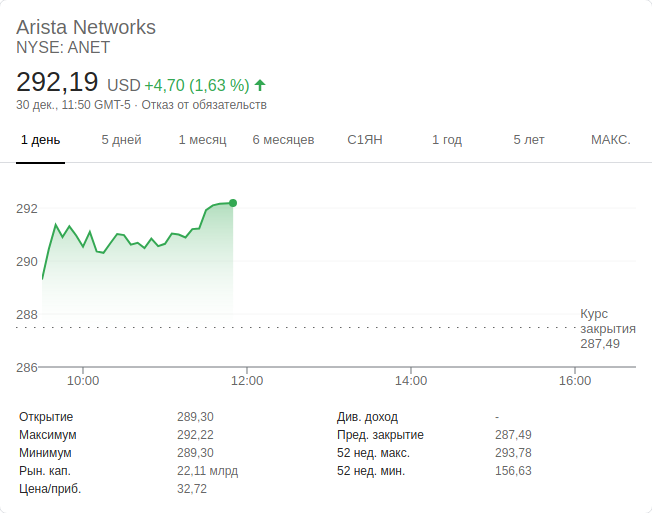 Arista Networks
NYSE: ANET
292,19 USD +4,70 (1,63 %)
30 дек., 11:50 GMT-5 · Отказ от обязательств
1 день 5 дней 1 месяц 6 месяцев С1ЯН 1 год 5 лет МАКС.
292
290
288
286
Курс
закрытия
287,49
10:00 12:00 14:00 16:00
Открытие 289,30 Див. доход -
Максимум 292,22 Пред. закрытие 287,49
Минимум 289,30 52 нед. макс. 293,78
Рын. кап. 22,11 млрд 52 нед. мин. 156,63
Цена/приб. 32,72